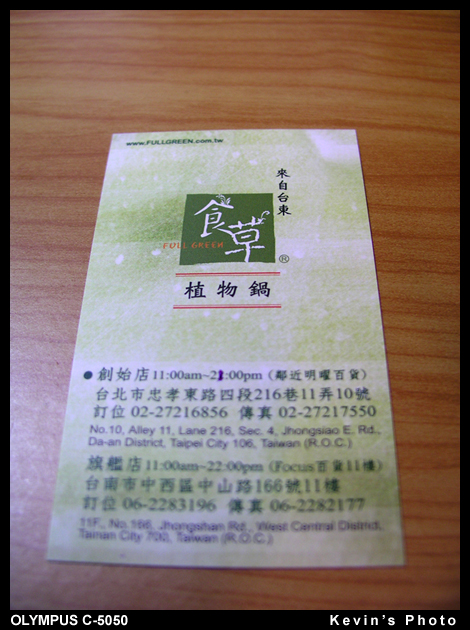 www.FULLGREEN.com.tw
來自台東
食草
FULL GREEN
®
植物鍋
● 創始店 11:00am~2:00pm (鄰近明曜百貨)
台北市忠孝東路四段216巷11弄10號
訂位 02-27216856 傳真 02-27217550
No.10, Alley 11, Lane 216, Sec. 4, Jhongsiao E. Rd.,
Da-an District, Taipei City 106, Taiwan (R.O.C.)
旗艦店 11:00am~22:00pm (Focus百貨11樓)
台南市中西區中山路166號11樓
訂位 06-2283196 傳真 06-2282177
11F., No.166, Jhongshan Rd., West Central District,
Tainan City 700, Taiwan (R.O.C.)
OLYMPUS C-5050
Kevin's Photo